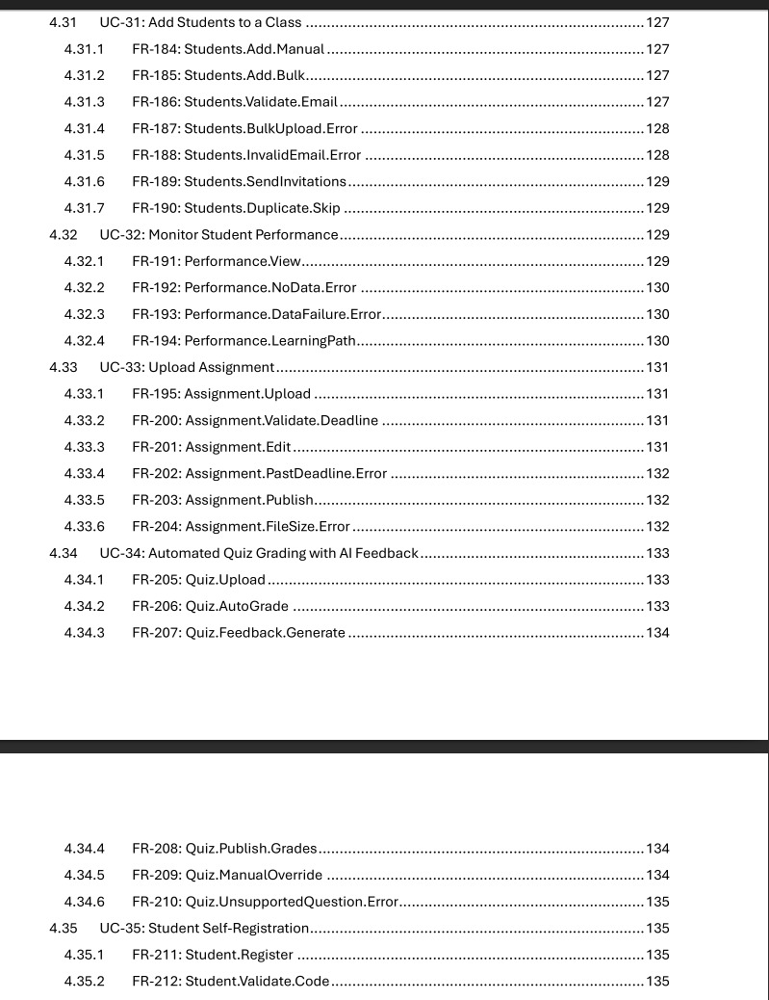 4.31 UC-31: Add Students to a Class ........ 127
4.31.1 FR-184: Students.Add.Manual ........ 127
4.31.2 FR-185: Students.Add.Bulk ........ 127
4.31.3 FR-186: Students.Validate.Email ........ 127
4.31.4 FR-187: Students.BulkUpload.Error ........ 128
4.31.5 FR-188: Students.InvalidEmail.Error ........ 128
4.31.6 FR-189: Students.SendInvitations ........ 129
4.31.7 FR-190: Students.Duplicate.Skip ........ 129
4.32 UC-32: Monitor Student Performance ........ 129
4.32.1 FR-191: Performance.View ........ 129
4.32.2 FR-192: Performance.NoData.Error ........ 130
4.32.3 FR-193: Performance.DataFailure.Error ........ 130
4.32.4 FR-194: Performance.LearningPath ........ 130
4.33 UC-33: Upload Assignment ........ 131
4.33.1 FR-195: Assignment.Upload ........ 131
4.33.2 FR-200: Assignment.Validate.Deadline ........ 131
4.33.3 FR-201: Assignment.Edit ........ 131
4.33.4 FR-202: Assignment.PastDeadline.Error ........ 132
4.33.5 FR-203: Assignment.Publish ........ 132
4.33.6 FR-204: Assignment.FileSize.Error ........ 132
4.34 UC-34: Automated Quiz Grading with AI Feedback ........ 133
4.34.1 FR-205: Quiz.Upload ........ 133
4.34.2 FR-206: Quiz.AutoGrade ........ 133
4.34.3 FR-207: Quiz.Feedback.Generate ........ 134
4.34.4 FR-208: Quiz.Publish.Grades ........ 134
4.34.5 FR-209: Quiz.ManualOverride ........ 134
4.34.6 FR-210: Quiz.UnsupportedQuestion.Error ........ 135
4.35 UC-35: Student Self-Registration ........ 135
4.35.1 FR-211: Student.Register ........ 135
4.35.2 FR-212: Student.Validate.Code ........ 135